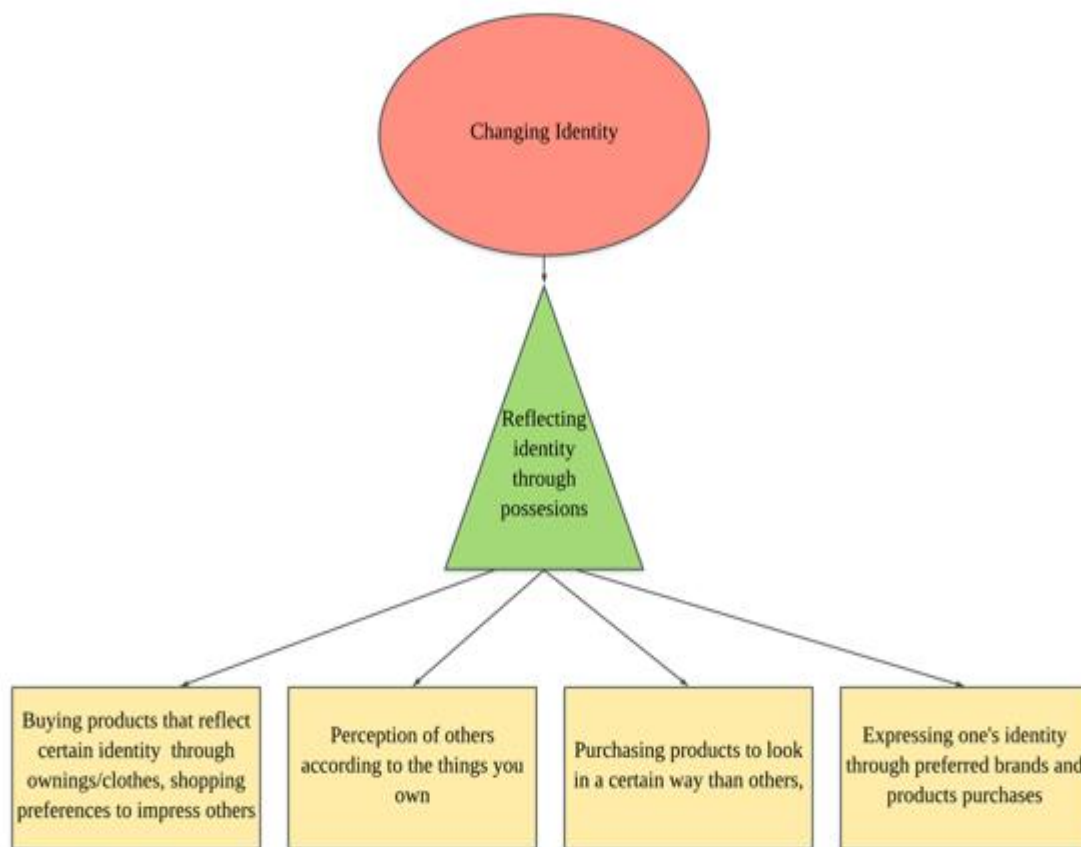 Changing Identity
Reflecting
identity
through
possesions
Buying products that reflect
certain identity through
ownings/clothes, shopping
preferences to impress others
Perception of others
according to the things you
own
Purchasing products to look
in a certain way than others,
Expressing one's identity
through preferred brands and
products purchases